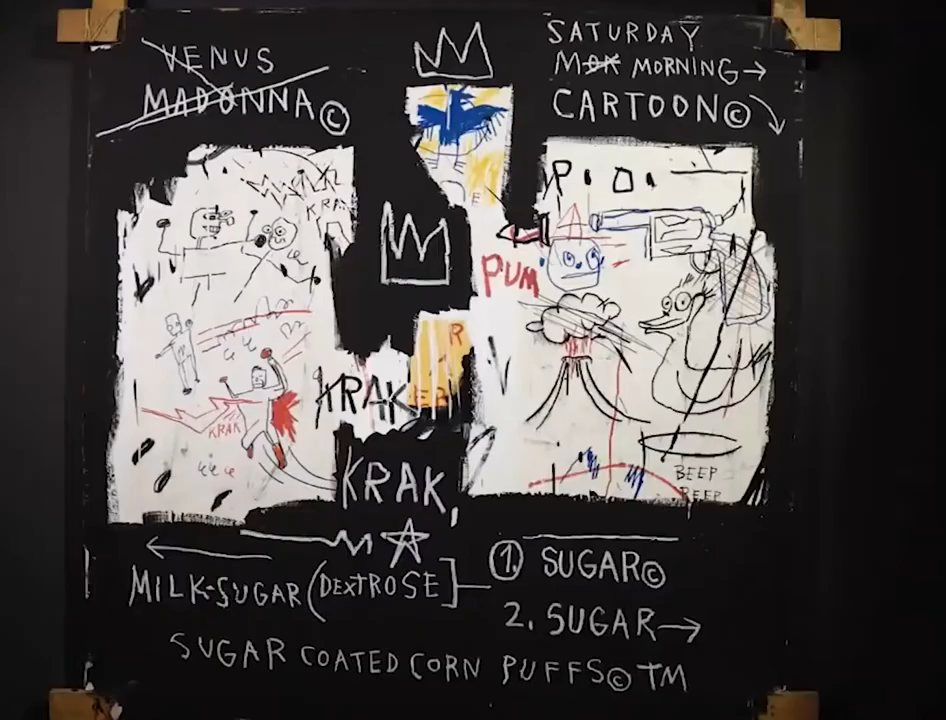 VENUS
MADONNA ©
SATURDAY
MORNING →
CARTOON ©
KRAK
P. O.
E
PUM
R
KRAK
KRAK
KRAK,
BEEP
BEEP
MILK-SUGAR (DEXTROSE]
1. SUGAR ©
2. SUGAR →
SUGAR COATED CORN PUFFS © TM